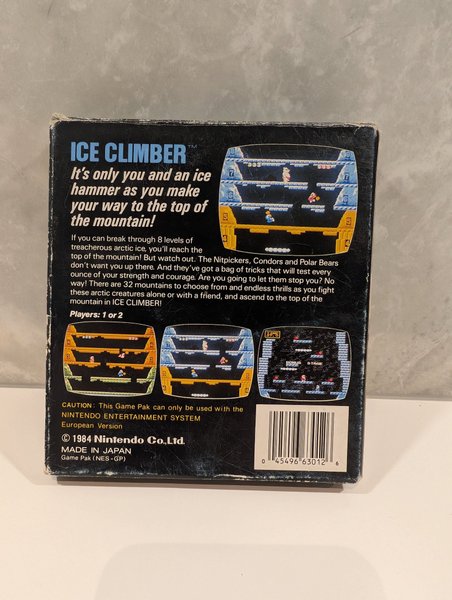 ICE CLIMBER™
It's only you and an ice
hammer as you make
your way to the top of
the mountain!
If you can break through 8 levels of
treacherous arctic ice, you'll reach the
top of the mountain! But watch out. The Nitpickers, Condors and Polar Bears
don't want you up there. And they've got a bag of tricks that will test every
ounce of your strength and courage. Are you going to let them stop you? No
way! There are 32 mountains to choose from and endless thrills as you fight
these arctic creatures alone or with a friend, and ascend to the top of the
mountain in ICE CLIMBER!
Players: 1 or 2
CAUTION: This Game Pak can only be used with the
NINTENDO ENTERTAINMENT SYSTEM
European Version
© 1984 Nintendo Co., Ltd.
MADE IN JAPAN
Game Pak (NES-GP)
0 45496 63012 6